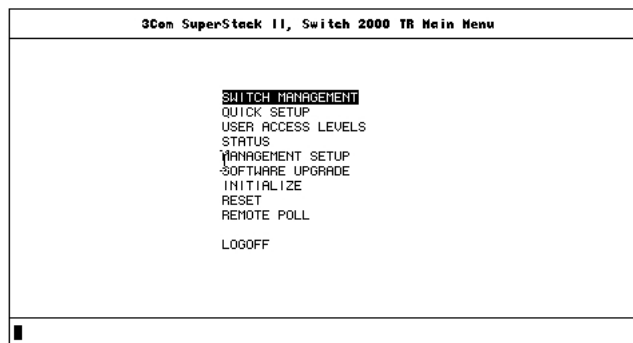 3Com SuperStack II, Switch 2000 TR Main Menu
SWITCH MANAGEMENT
QUICK SETUP
USER ACCESS LEVELS
STATUS
MANAGEMENT SETUP
SOFTWARE UPGRADE
INITIALIZE
RESET
REMOTE POLL
LOGOFF